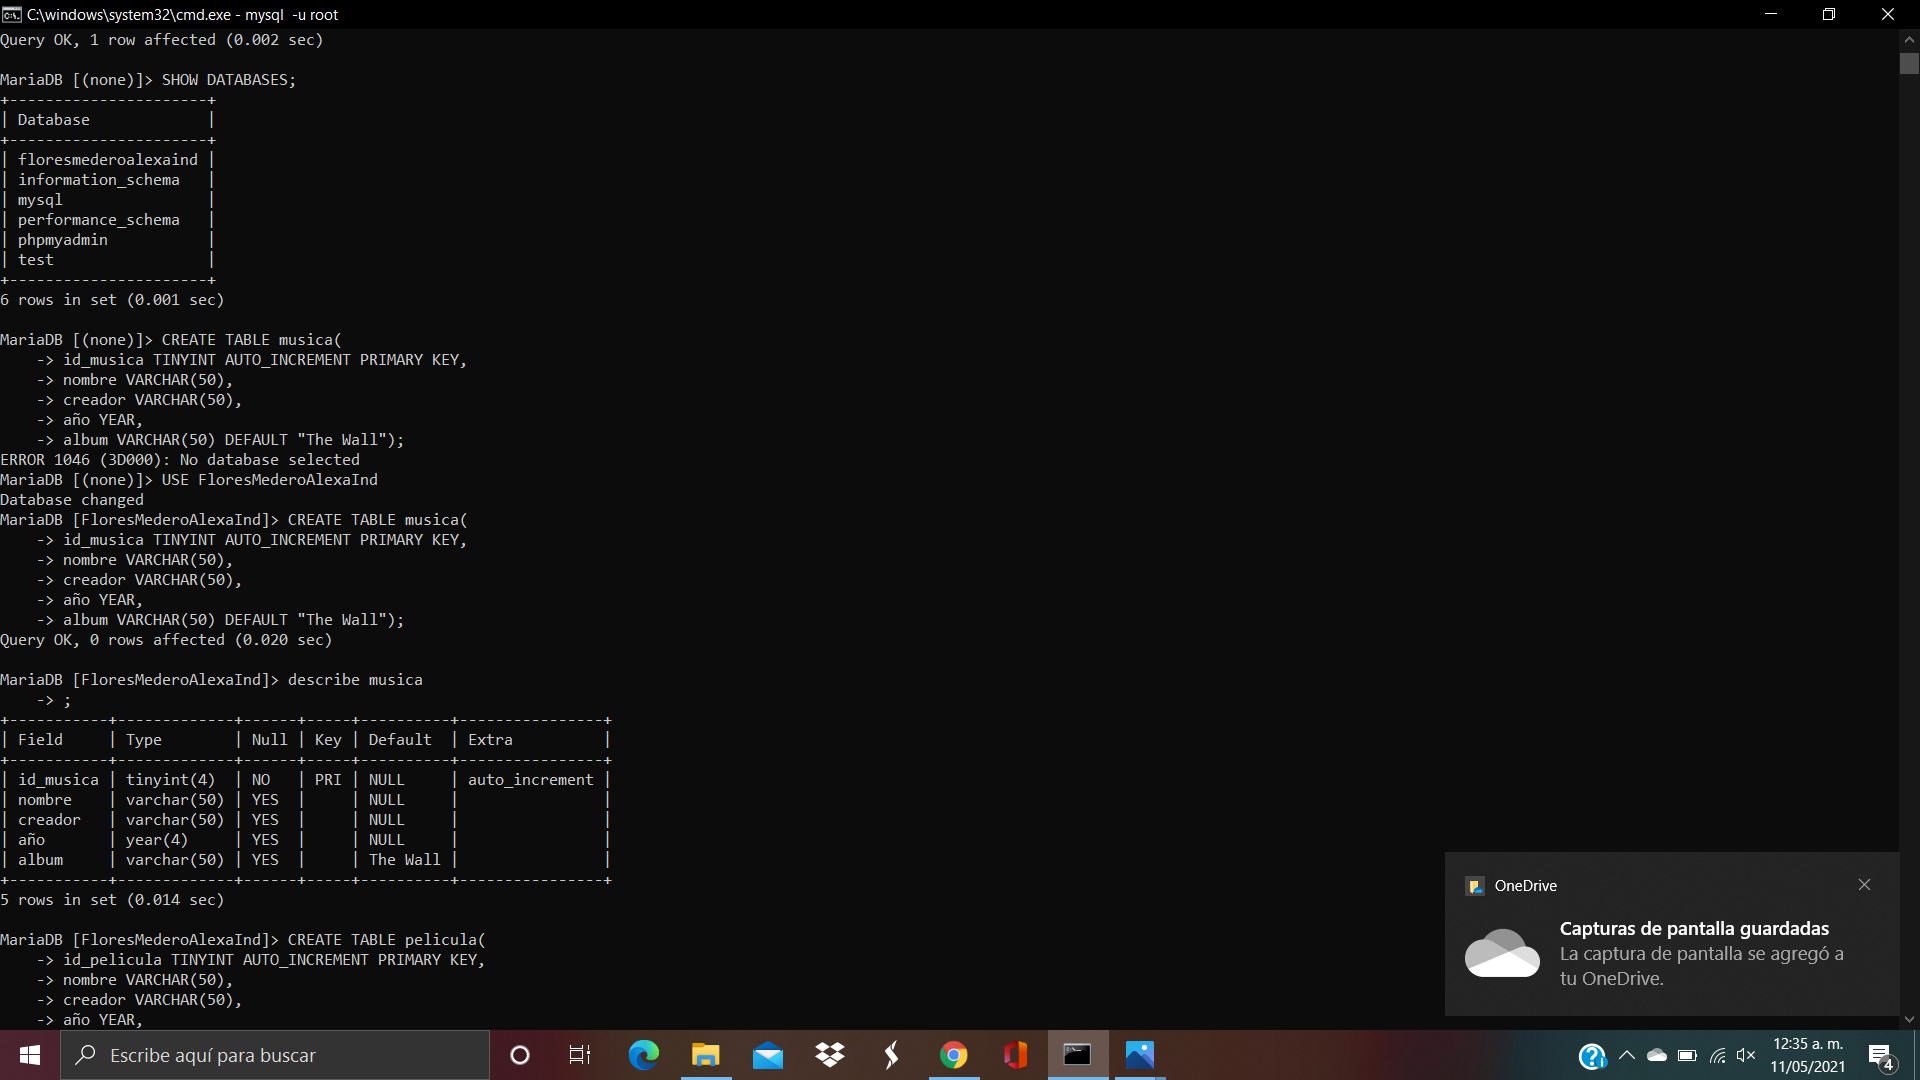 C:\windows\system32\cmd.exe - mysql  -u root
Query OK, 1 row affected (0.002 sec)

MariaDB [(none)]> SHOW DATABASES;
+----------------------+
| Database             |
+----------------------+
| floresmederoalexaind |
| information_schema   |
| mysql                |
| performance_schema   |
| phpmyadmin           |
| test                 |
+----------------------+
6 rows in set (0.001 sec)

MariaDB [(none)]> CREATE TABLE musica(
    -> id_musica TINYINT AUTO_INCREMENT PRIMARY KEY,
    -> nombre VARCHAR(50),
    -> creador VARCHAR(50),
    -> año YEAR,
    -> album VARCHAR(50) DEFAULT "The Wall");
ERROR 1046 (3D000): No database selected
MariaDB [(none)]> USE FloresMederoAlexaInd
Database changed
MariaDB [FloresMederoAlexaInd]> CREATE TABLE musica(
    -> id_musica TINYINT AUTO_INCREMENT PRIMARY KEY,
    -> nombre VARCHAR(50),
    -> creador VARCHAR(50),
    -> año YEAR,
    -> album VARCHAR(50) DEFAULT "The Wall");
Query OK, 0 rows affected (0.020 sec)

MariaDB [FloresMederoAlexaInd]> describe musica
    -> ;
+-----------+-------------+------+-----+----------+----------------+
| Field     | Type        | Null | Key | Default  | Extra          |
+-----------+-------------+------+-----+----------+----------------+
| id_musica | tinyint(4)  | NO   | PRI | NULL     | auto_increment |
| nombre    | varchar(50) | YES  |     | NULL     |                |
| creador   | varchar(50) | YES  |     | NULL     |                |
| año       | year(4)     | YES  |     | NULL     |                |
| album     | varchar(50) | YES  |     | The Wall |                |
+-----------+-------------+------+-----+----------+----------------+
5 rows in set (0.014 sec)

MariaDB [FloresMederoAlexaInd]> CREATE TABLE pelicula(
    -> id_pelicula TINYINT AUTO_INCREMENT PRIMARY KEY,
    -> nombre VARCHAR(50),
    -> creador VARCHAR(50),
    -> año YEAR,
OneDrive
Capturas de pantalla guardadas
La captura de pantalla se agregó a
tu OneDrive.
Escribe aquí para buscar
12:35 a. m.
11/05/2021
4